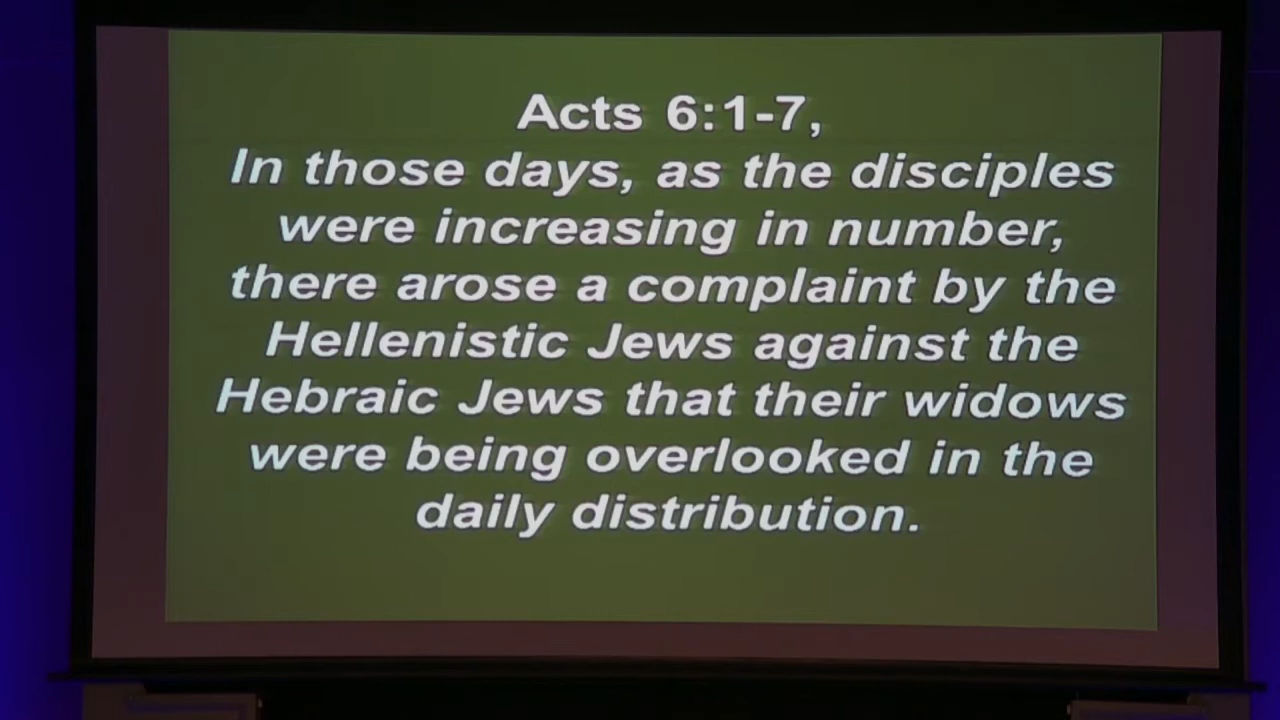 Acts 6:1-7,
In those days, as the disciples
were increasing in number,
there arose a complaint by the
Hellenistic Jews against the
Hebraic Jews that their widows
were being overlooked in the
daily distribution.